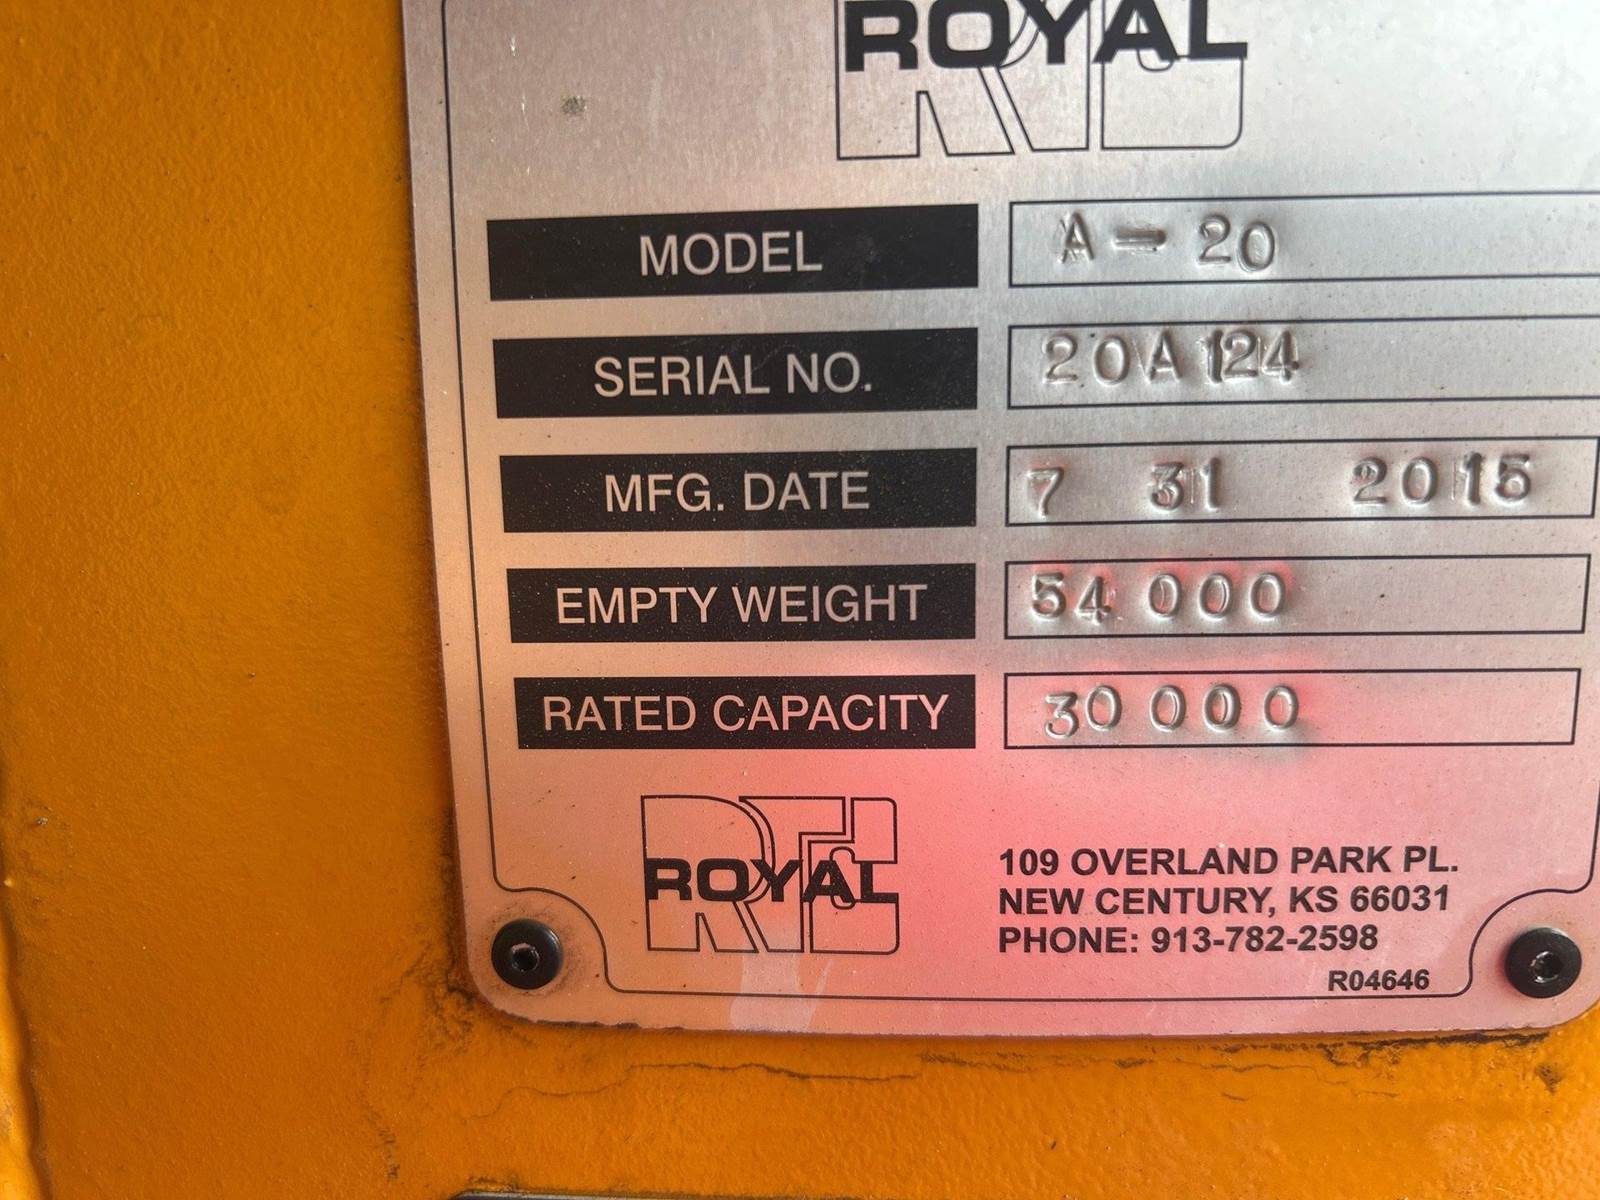 ROYAL
MODEL A-20
SERIAL NO. 20A124
MFG. DATE 7 31 2015
EMPTY WEIGHT 54 000
RATED CAPACITY 30 000
ROYAL
109 OVERLAND PARK PL.
NEW CENTURY, KS 66031
PHONE: 913-782-2598
R04646